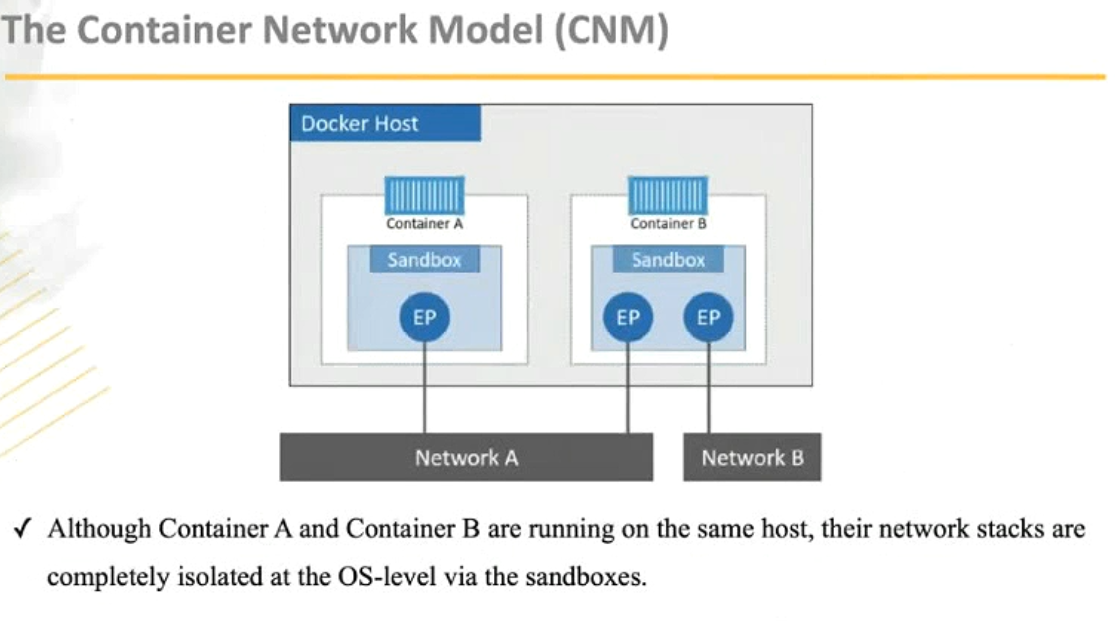 The Container Network Model (CNM)
Docker Host
Container A
Container B
Sandbox
Sandbox
EP
EP
EP
Network A
Network B
✓ Although Container A and Container B are running on the same host, their network stacks are
completely isolated at the OS-level via the sandboxes.